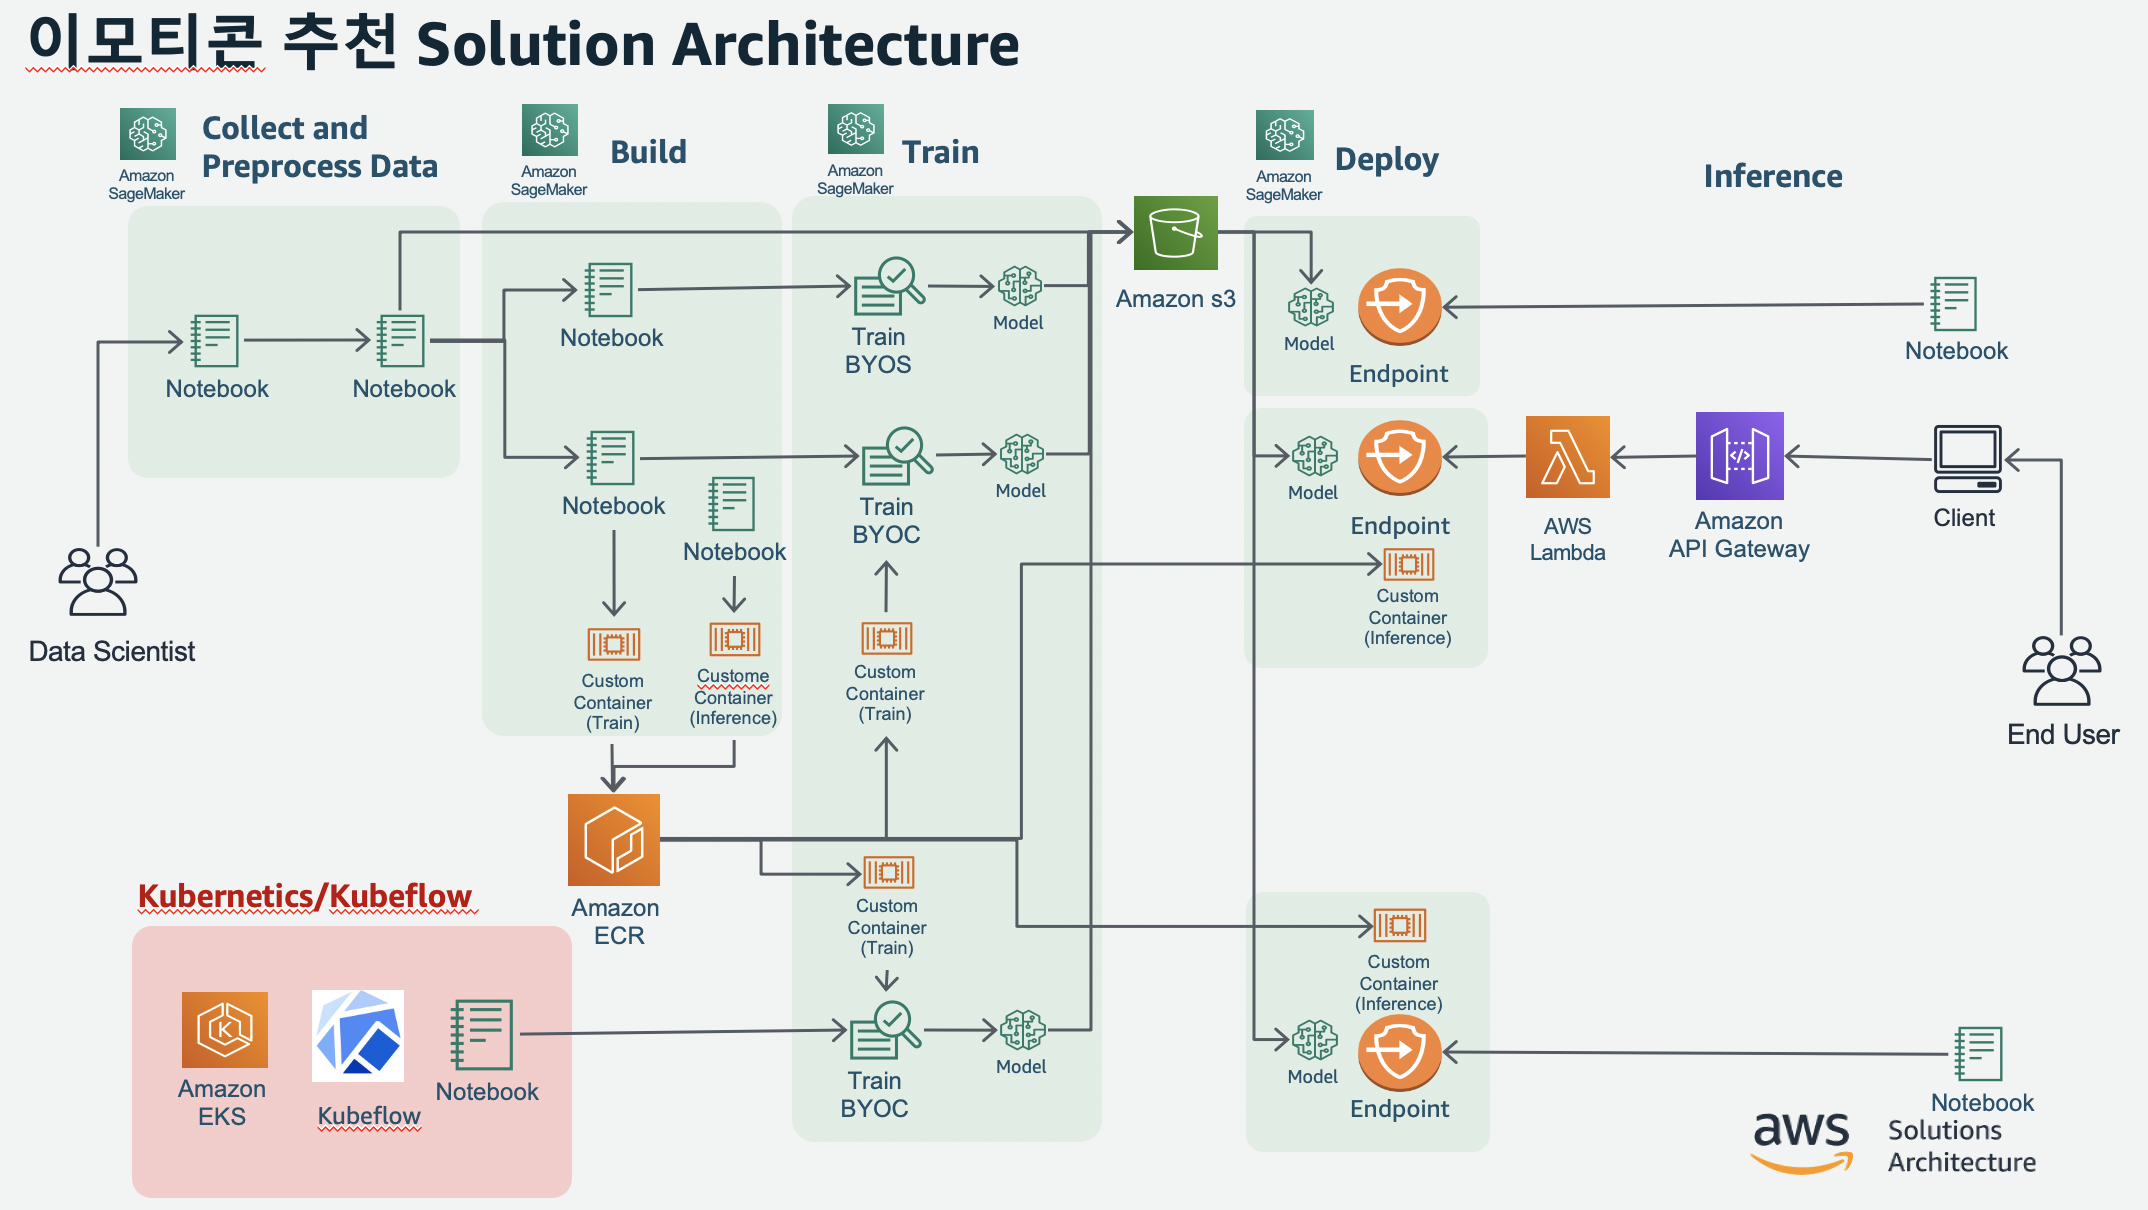 이모티콘 추천 Solution Architecture
Amazon
SageMaker
Collect and
Preprocess Data
Amazon
SageMaker
Build
Amazon
SageMaker
Train
Amazon
SageMaker
Deploy
Inference
Notebook
Notebook
Notebook
Train
BYOS
Model
Amazon s3
Model
Endpoint
Notebook
Notebook
Notebook
Train
BYOC
Model
Model
Endpoint
AWS
Lambda
Amazon
API Gateway
Client
Data Scientist
Custom
Container
(Train)
Custome
Container
(Inference)
Custom
Container
(Train)
Custom
Container
(Inference)
End User
Amazon
ECR
Custom
Container
(Train)
Custom
Container
(Inference)
Kubernetics/Kubeflow
Amazon
EKS
Kubeflow
Notebook
Train
BYOC
Model
Model
Endpoint
Notebook
aws
Solutions
Architecture